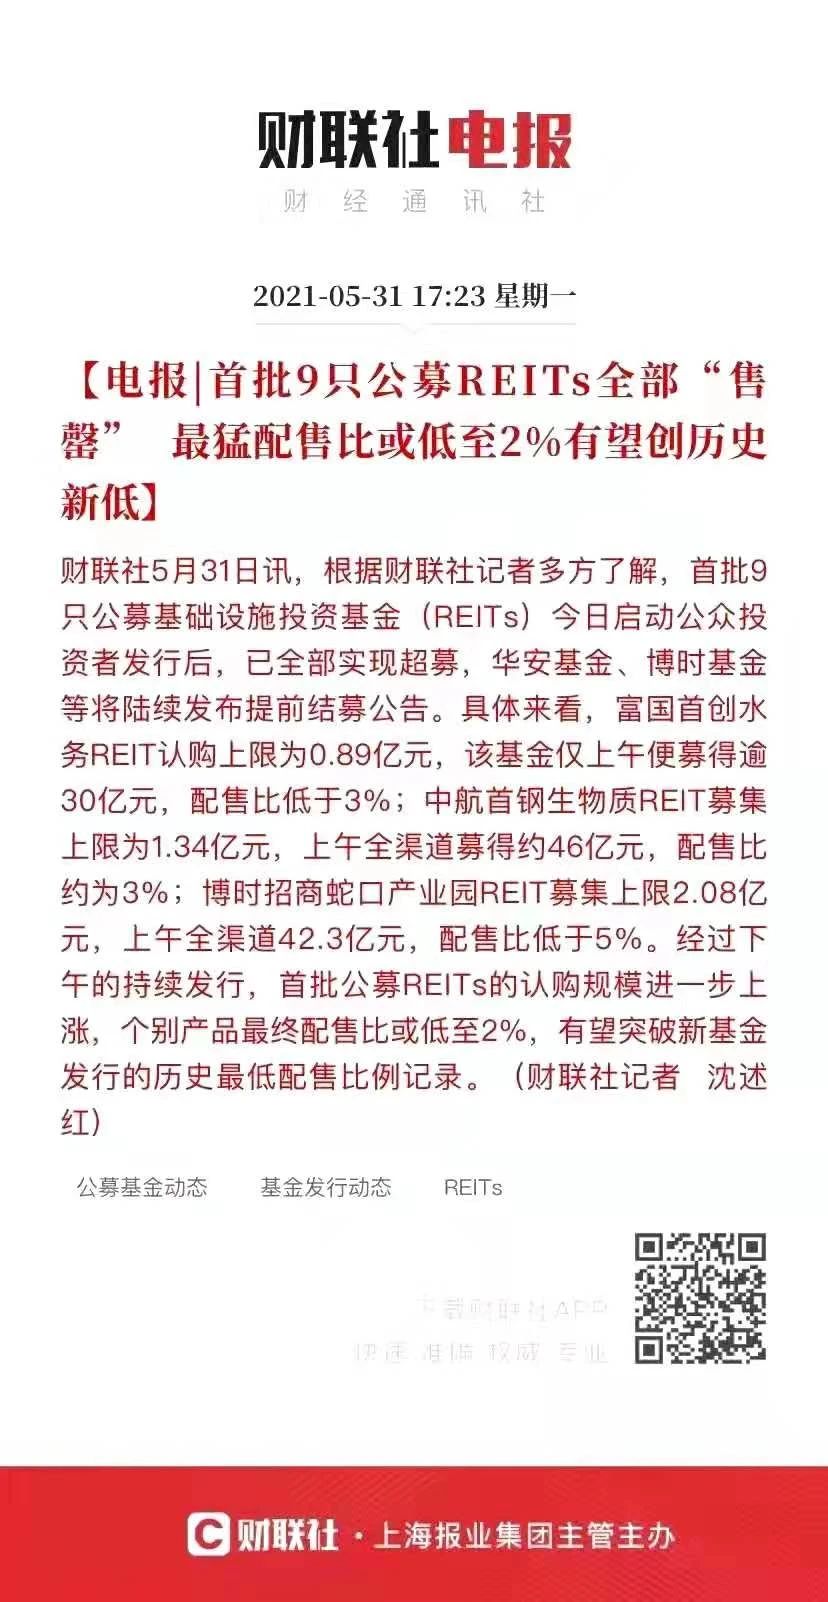 财联社电报
财经通讯社
2021-05-31 17:23 星期一
【电报|首批9只公募REITs全部“售
罄” 最猛配售比或低至2%有望创历史
新低】
财联社5月31日讯，根据财联社记者多方了解，首批9
只公募基础设施投资基金（REITs）今日启动公众投
资者发行后，已全部实现超募，华安基金、博时基金
等将陆续发布提前结募公告。具体来看，富国首创水
务REIT认购上限为0.89亿元，该基金仅上午便募得逾
30亿元，配售比低于3%；中航首钢生物质REIT募集
上限为1.34亿元，上午全渠道募得约46亿元，配售比
约为3%；博时招商蛇口产业园REIT募集上限2.08亿
元，上午全渠道42.3亿元，配售比低于5%。经过下
午的持续发行，首批公募REITs的认购规模进一步上
涨，个别产品最终配售比或低至2%，有望突破新基金
发行的历史最低配售比例记录。（财联社记者 沈述
红）
公募基金动态 基金发行动态 REITs
下载财联社APP
快速 准确 权威 专业
财联社·上海报业集团主管主办